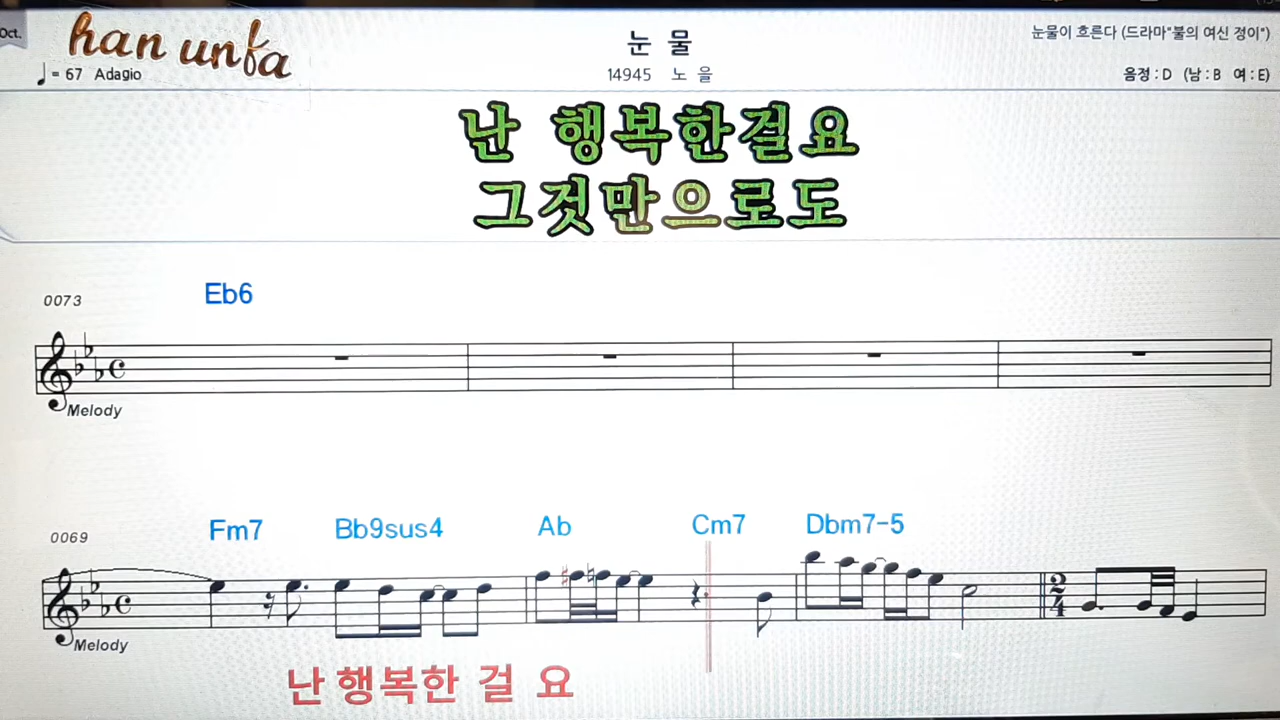 Oct.
han unfa
= 67 Adagio
눈 물
14945 노 을
눈물이 흐른다 (드라마"불의 여신 정이")
음정 : D (남 : B 여 : E)
난 행복한걸요
그것만으로도
0073
Eb6
Melody
0069
Fm7 Bb9sus4 Ab Cm7 Dbm7-5
2
4
Melody
난 행복한 걸 요